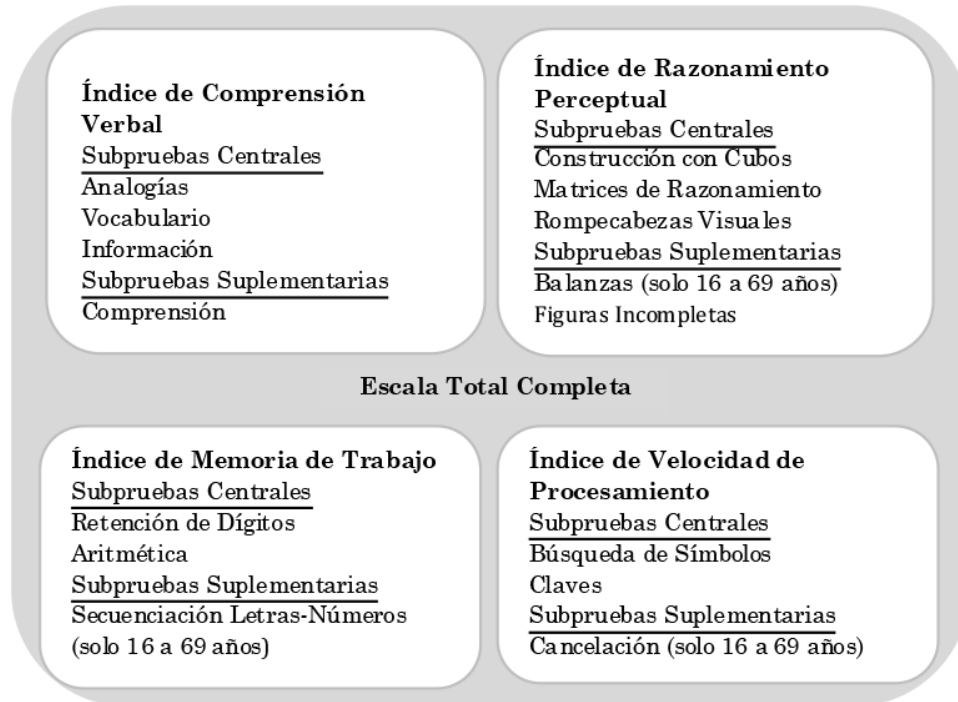 Índice de Comprensión
Verbal
Subpruebas Centrales
Analogías
Vocabulario
Información
Subpruebas Suplementarias
Comprensión
Índice de Razonamiento
Perceptual
Subpruebas Centrales
Construcción con Cubos
Matrices de Razonamiento
Rompecabezas Visuales
Subpruebas Suplementarias
Balanzas (solo 16 a 69 años)
Figuras Incompletas
Escala Total Completa
Índice de Memoria de Trabajo
Subpruebas Centrales
Retención de Dígitos
Aritmética
Subpruebas Suplementarias
Secuenciación Letras-Números
(solo 16 a 69 años)
Índice de Velocidad de
Procesamiento
Subpruebas Centrales
Búsqueda de Símbolos
Claves
Subpruebas Suplementarias
Cancelación (solo 16 a 69 años)